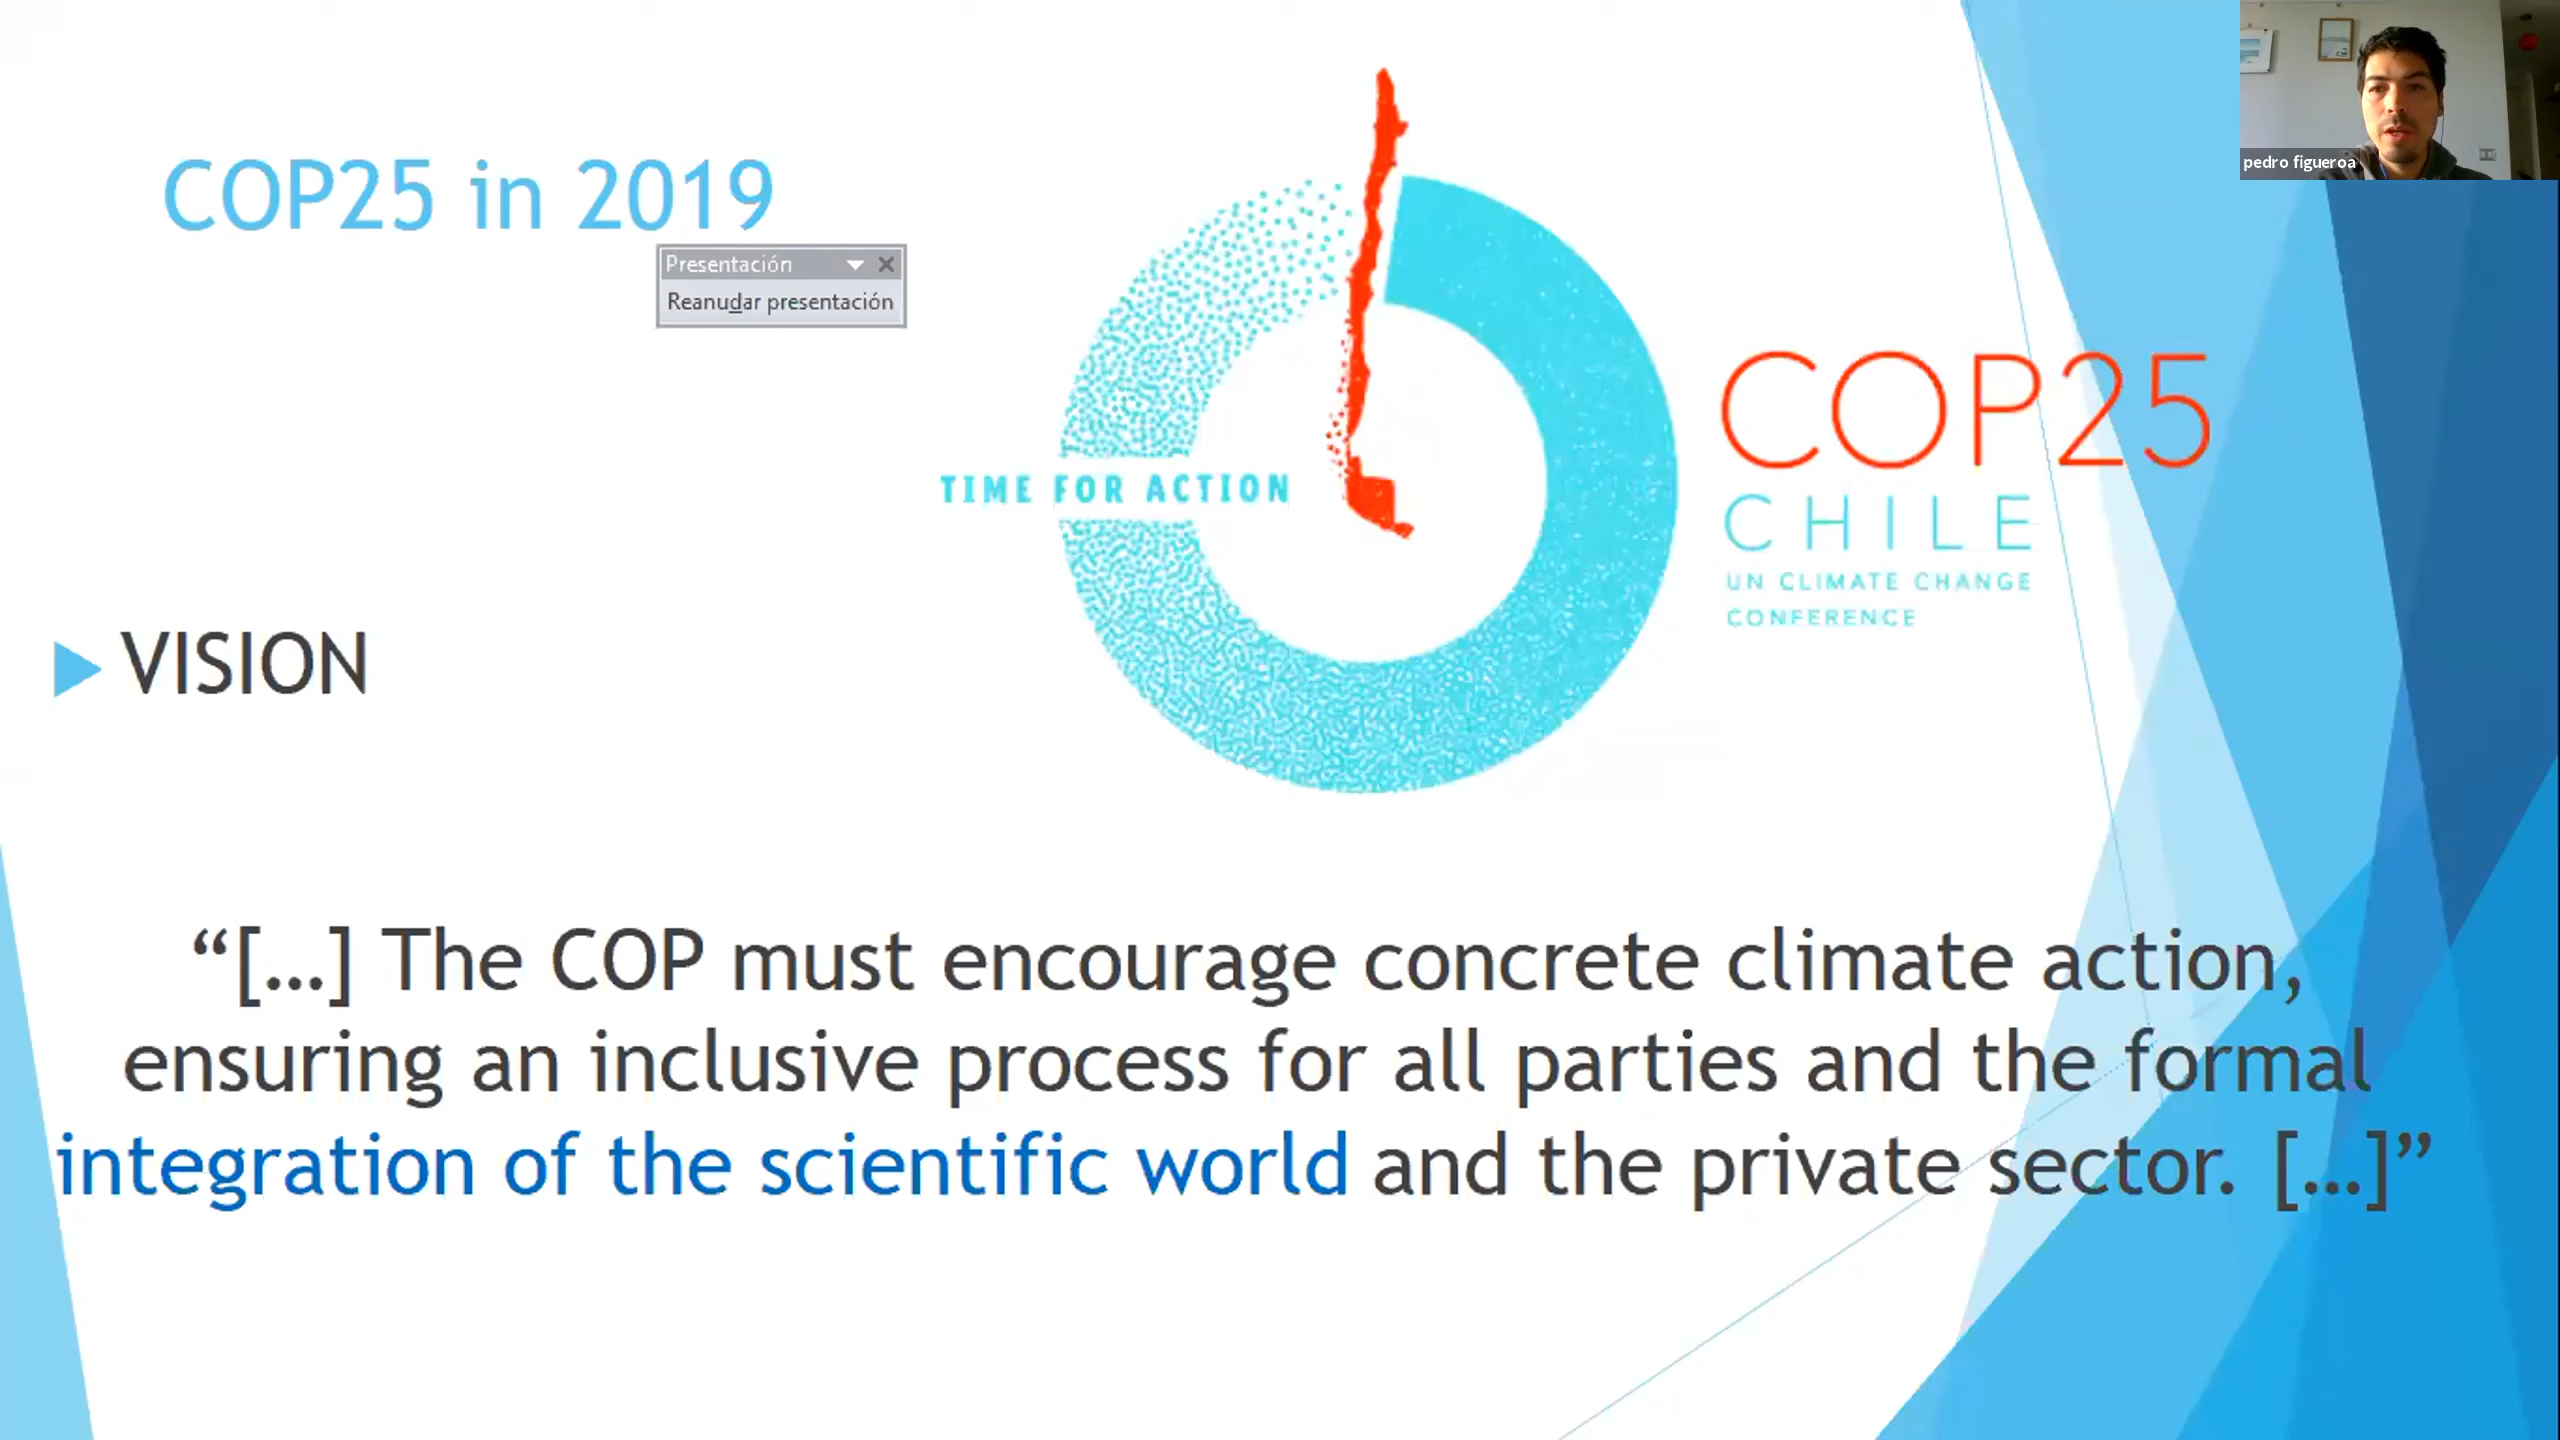 pedro figueroa
COP25 in 2019
Presentación
Reanudar presentación
TIME FOR ACTION
COP25
CHILE
UN CLIMATE CHANGE
CONFERENCE
VISION
“[...] The COP must encourage concrete climate action,
ensuring an inclusive process for all parties and the formal
integration of the scientific world and the private sector. [...]”